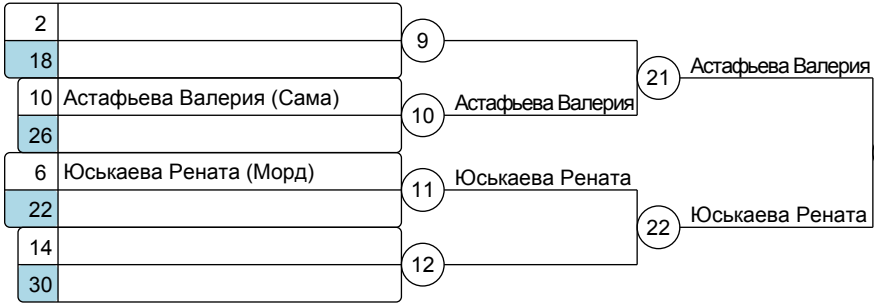 2
18
9
10 Астафьева Валерия (Сама)
26
10 Астафьева Валерия
21 Астафьева Валерия
6 Юськаева Рената (Морд)
22
11 Юськаева Рената
22 Юськаева Рената
14
30
12